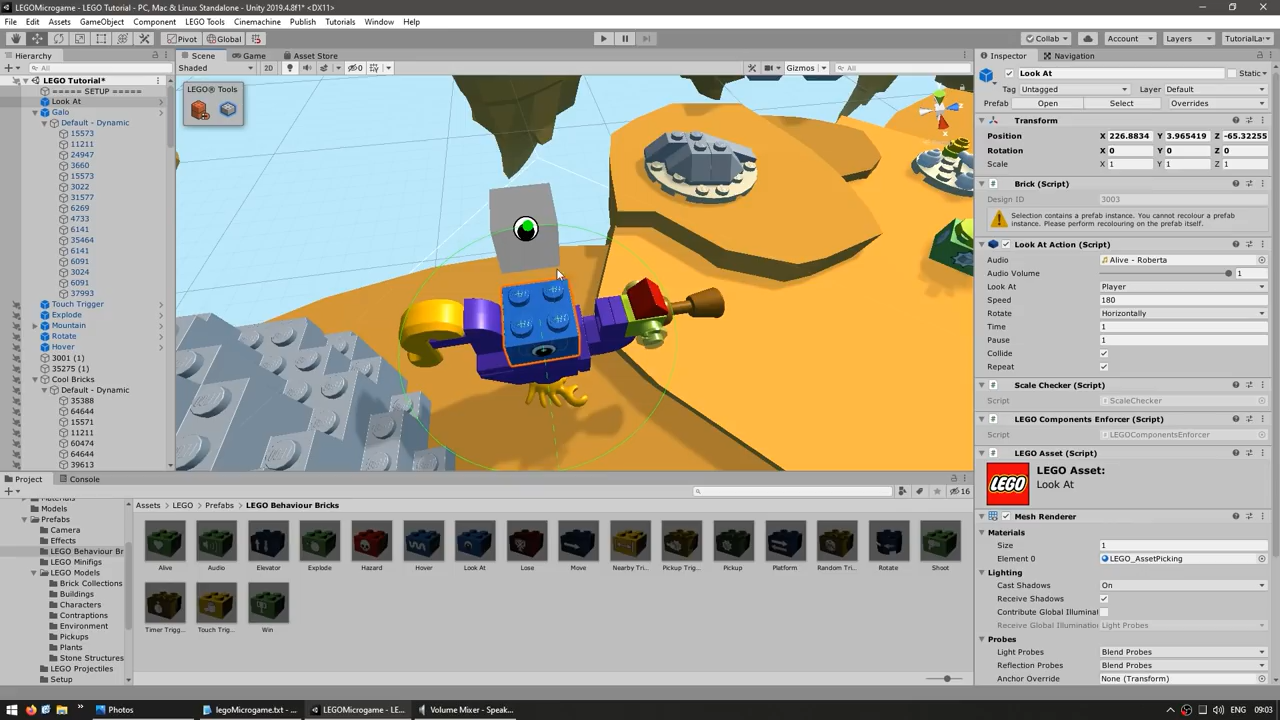 LEGOMicrogame - LEGO Tutorial - PC, Mac & Linux Standalone - Unity 2019.4.8f1* <DX11>
File Edit Assets GameObject Component Cinemachine LEGO Tools Publish Tutorials Window Help
Pivot Global Collab Account Layers TutorialLay
Hierarchy
All
LEGO Tutorial*
===== SETUP =====
Look At
Galo
Default - Dynamic
15573
11211
24947
3660
15573
3022
31577
6269
4733
6141
35464
6141
6091
3024
6091
37993
Touch Trigger
Explode
Mountain
Rotate
Hover
3001 (1)
35275 (1)
Cool Bricks
Default - Dynamic
35388
64644
15571
11211
60474
64644
39613
Scene Game Asset Store
Shaded 2D 0 Gizmos All
LEGO® Tools
Inspector Navigation
Look At Static
Tag Untagged Layer Default
Prefab Open Select Overrides
Transform
Position X 226.8834 Y 3.965419 Z -65.32255
Rotation X 0 Y 0 Z 0
Scale X 1 Y 1 Z 1
Brick (Script)
Design ID 3003
Selection contains a prefab instance. You cannot recolour a prefab
instance. Please perform recolouring on the prefab itself.
Look At Action (Script)
Audio Alive - Roberta
Audio Volume 1
Look At Player
Speed 180
Rotate Horizontally
Time 1
Pause 1
Collide
Repeat
Scale Checker (Script)
Script ScaleChecker
LEGO Components Enforcer (Script)
Script LEGOComponentsEnforcer
LEGO Asset (Script)
LEGO
LEGO Asset:
Look At
Mesh Renderer
Materials
Size 1
Element 0 LEGO_AssetPicking
Lighting
Cast Shadows On
Receive Shadows
Contribute Global Illuminat
Receive Global Illumination Light Probes
Probes
Light Probes Blend Probes
Reflection Probes Blend Probes
Anchor Override None (Transform)
Project Console
16
Materials
Models
Prefabs
Camera
Effects
LEGO Behaviour Br
LEGO Minifigs
LEGO Models
Brick Collections
Buildings
Characters
Contraptions
Environment
Pickups
Plants
Stone Structures
LEGO Projectiles
Setup
Assets LEGO Prefabs LEGO Behaviour Bricks
Alive Audio Elevator Explode Hazard Hover Look At Lose Move Nearby Tri... Pickup Trig... Pickup Platform Random Tri... Rotate Shoot
Timer Trigg... Touch Trig... Win
Photos legoMicrogame.txt - ... LEGOMicrogame - LE... Volume Mixer - Speak... ENG 09:03